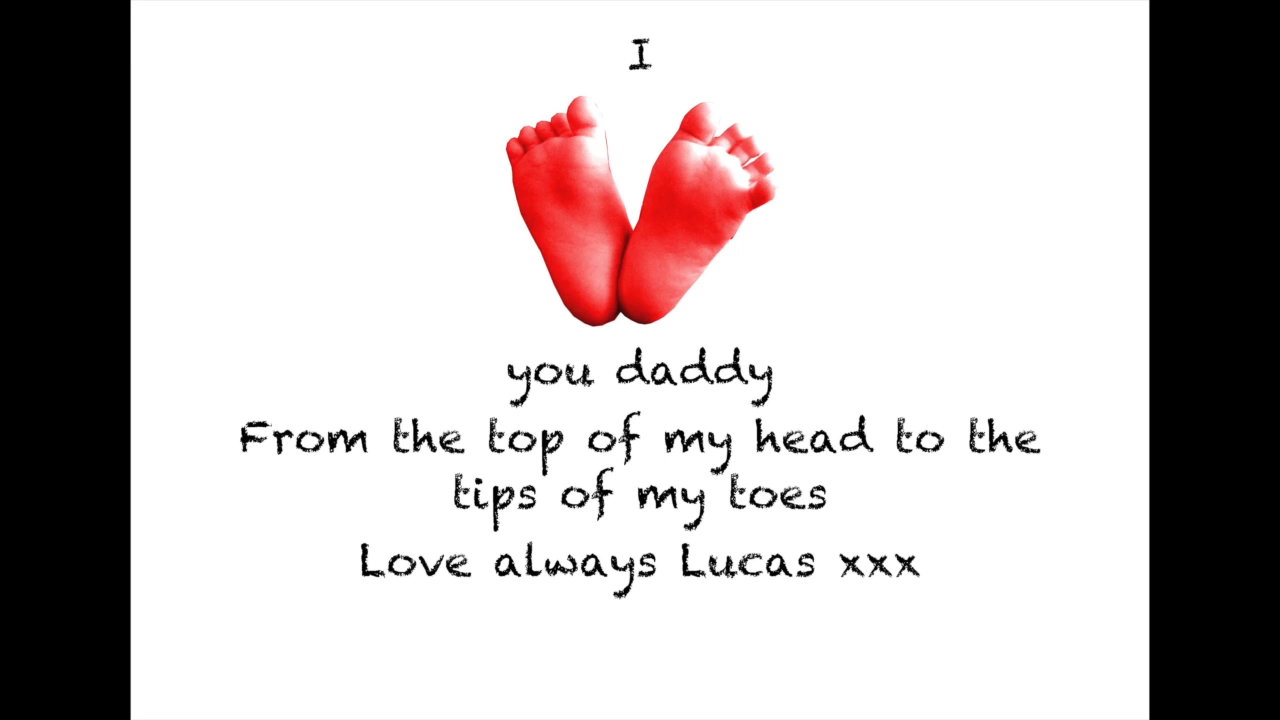 I
you daddy
From the top of my head to the
tips of my toes
Love always Lucas xxx